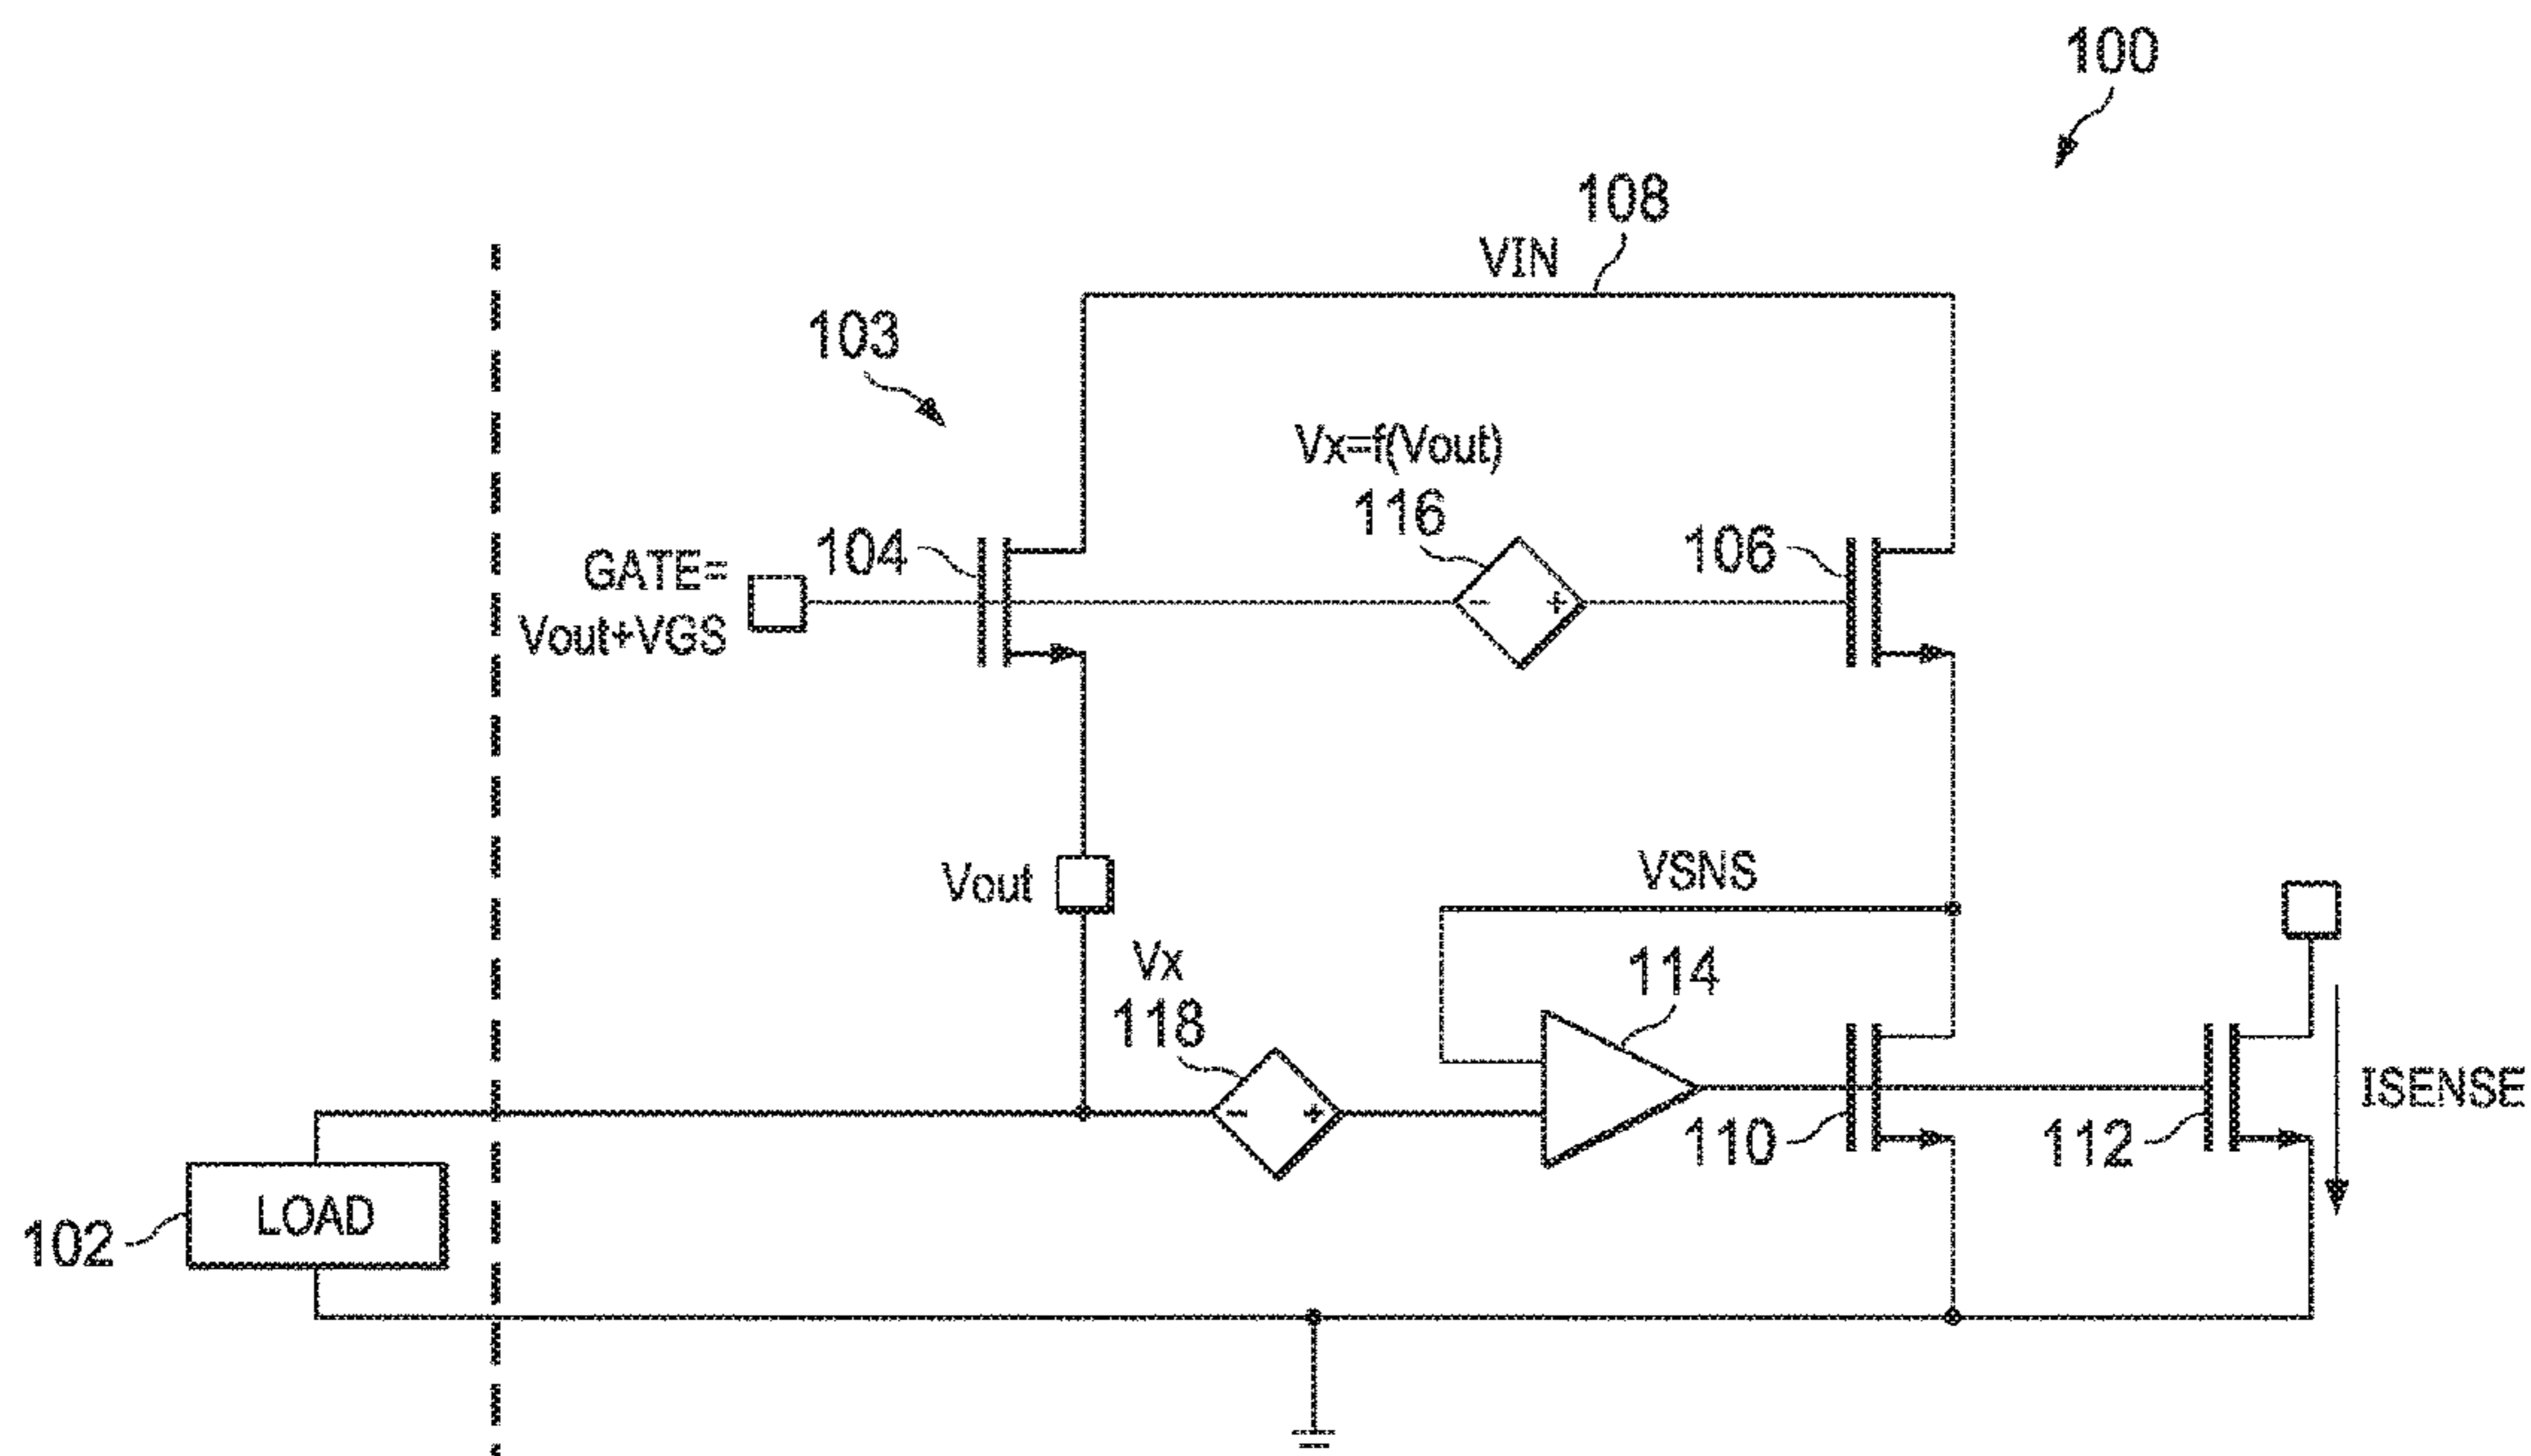 100
108
VIN
103
Vx=f(Vout)
116
GATE=
Vout+VGS
104
106
Vout
VSNS
Vx
118
114
110
112
ISENSE
LOAD
102
- +
- +